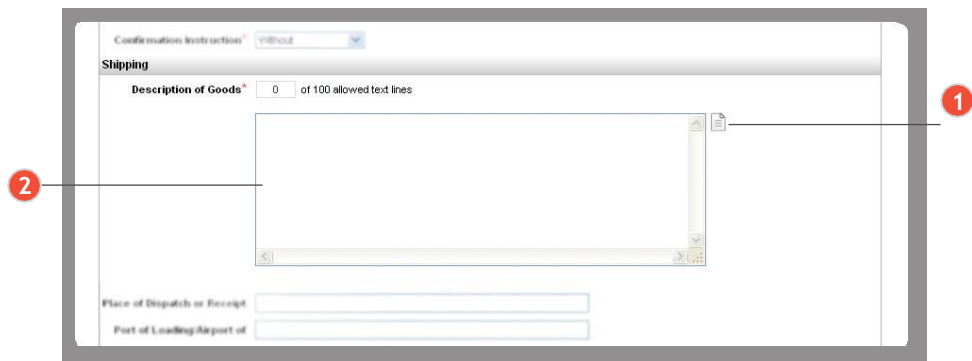 Confirmation Instruction* Without
Shipping
Description of Goods* 0 of 100 allowed text lines
1
2
Place of Dispatch or Receipt
Port of Loading/Airport of